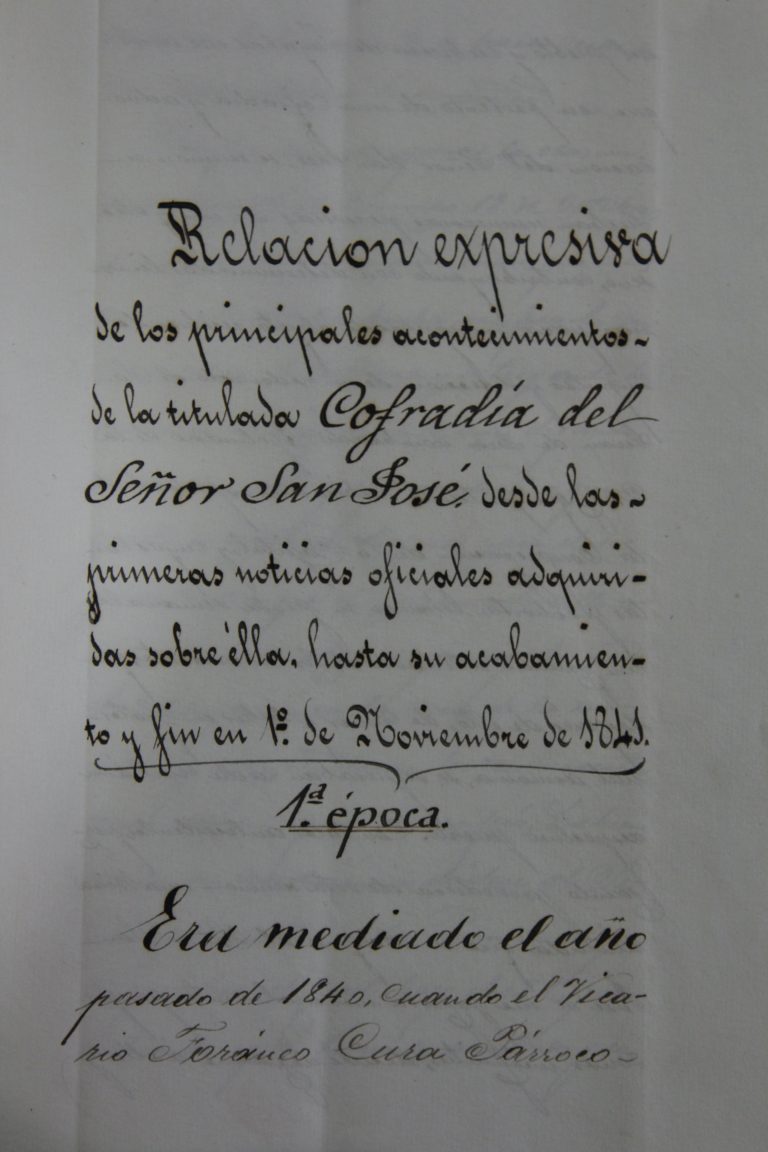 Relacion expresiva
de los principales acontecimientos-
de la titulada Cofradía del
Señor San José, desde las-
primeras noticias oficiales adquiri-
das sobre élla, hasta su acabamien-
to y fin en 1º. de Noviembre de 1841.
1.ª época.
Era mediado el año
pasado de 1840, cuando el Vica-
rio Foráneo Cura Párroco-